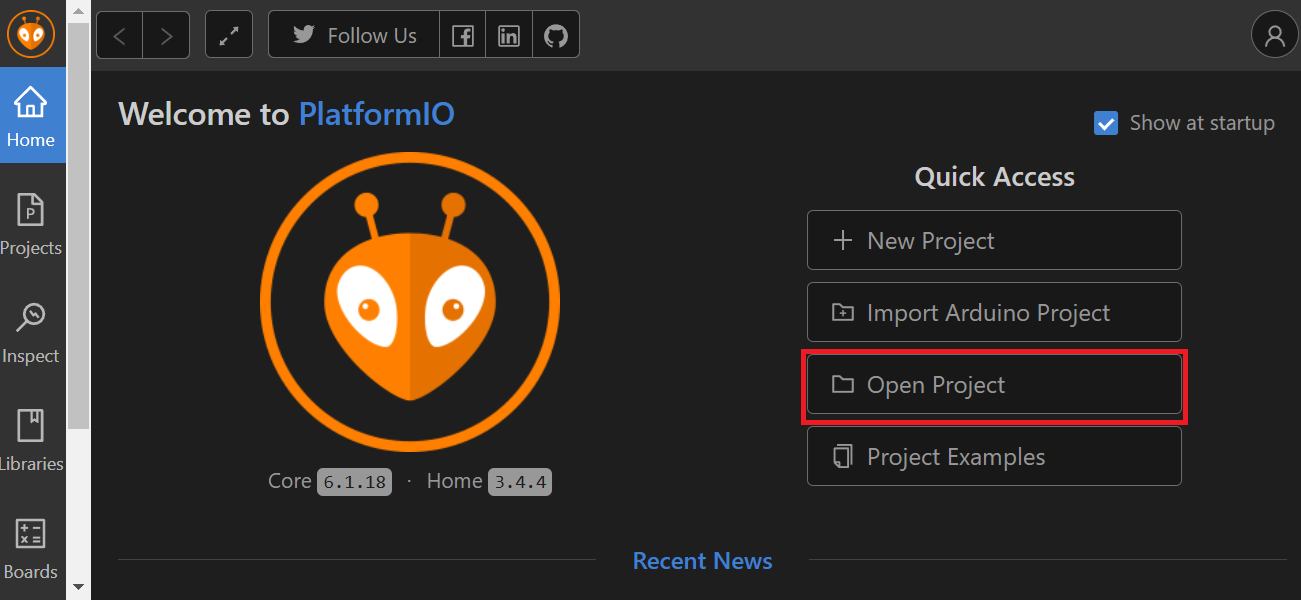 Follow Us
Home
Projects
Inspect
Libraries
Boards
Welcome to PlatformIO
Show at startup
Quick Access
New Project
Import Arduino Project
Open Project
Project Examples
Core 6.1.18 · Home 3.4.4
Recent News